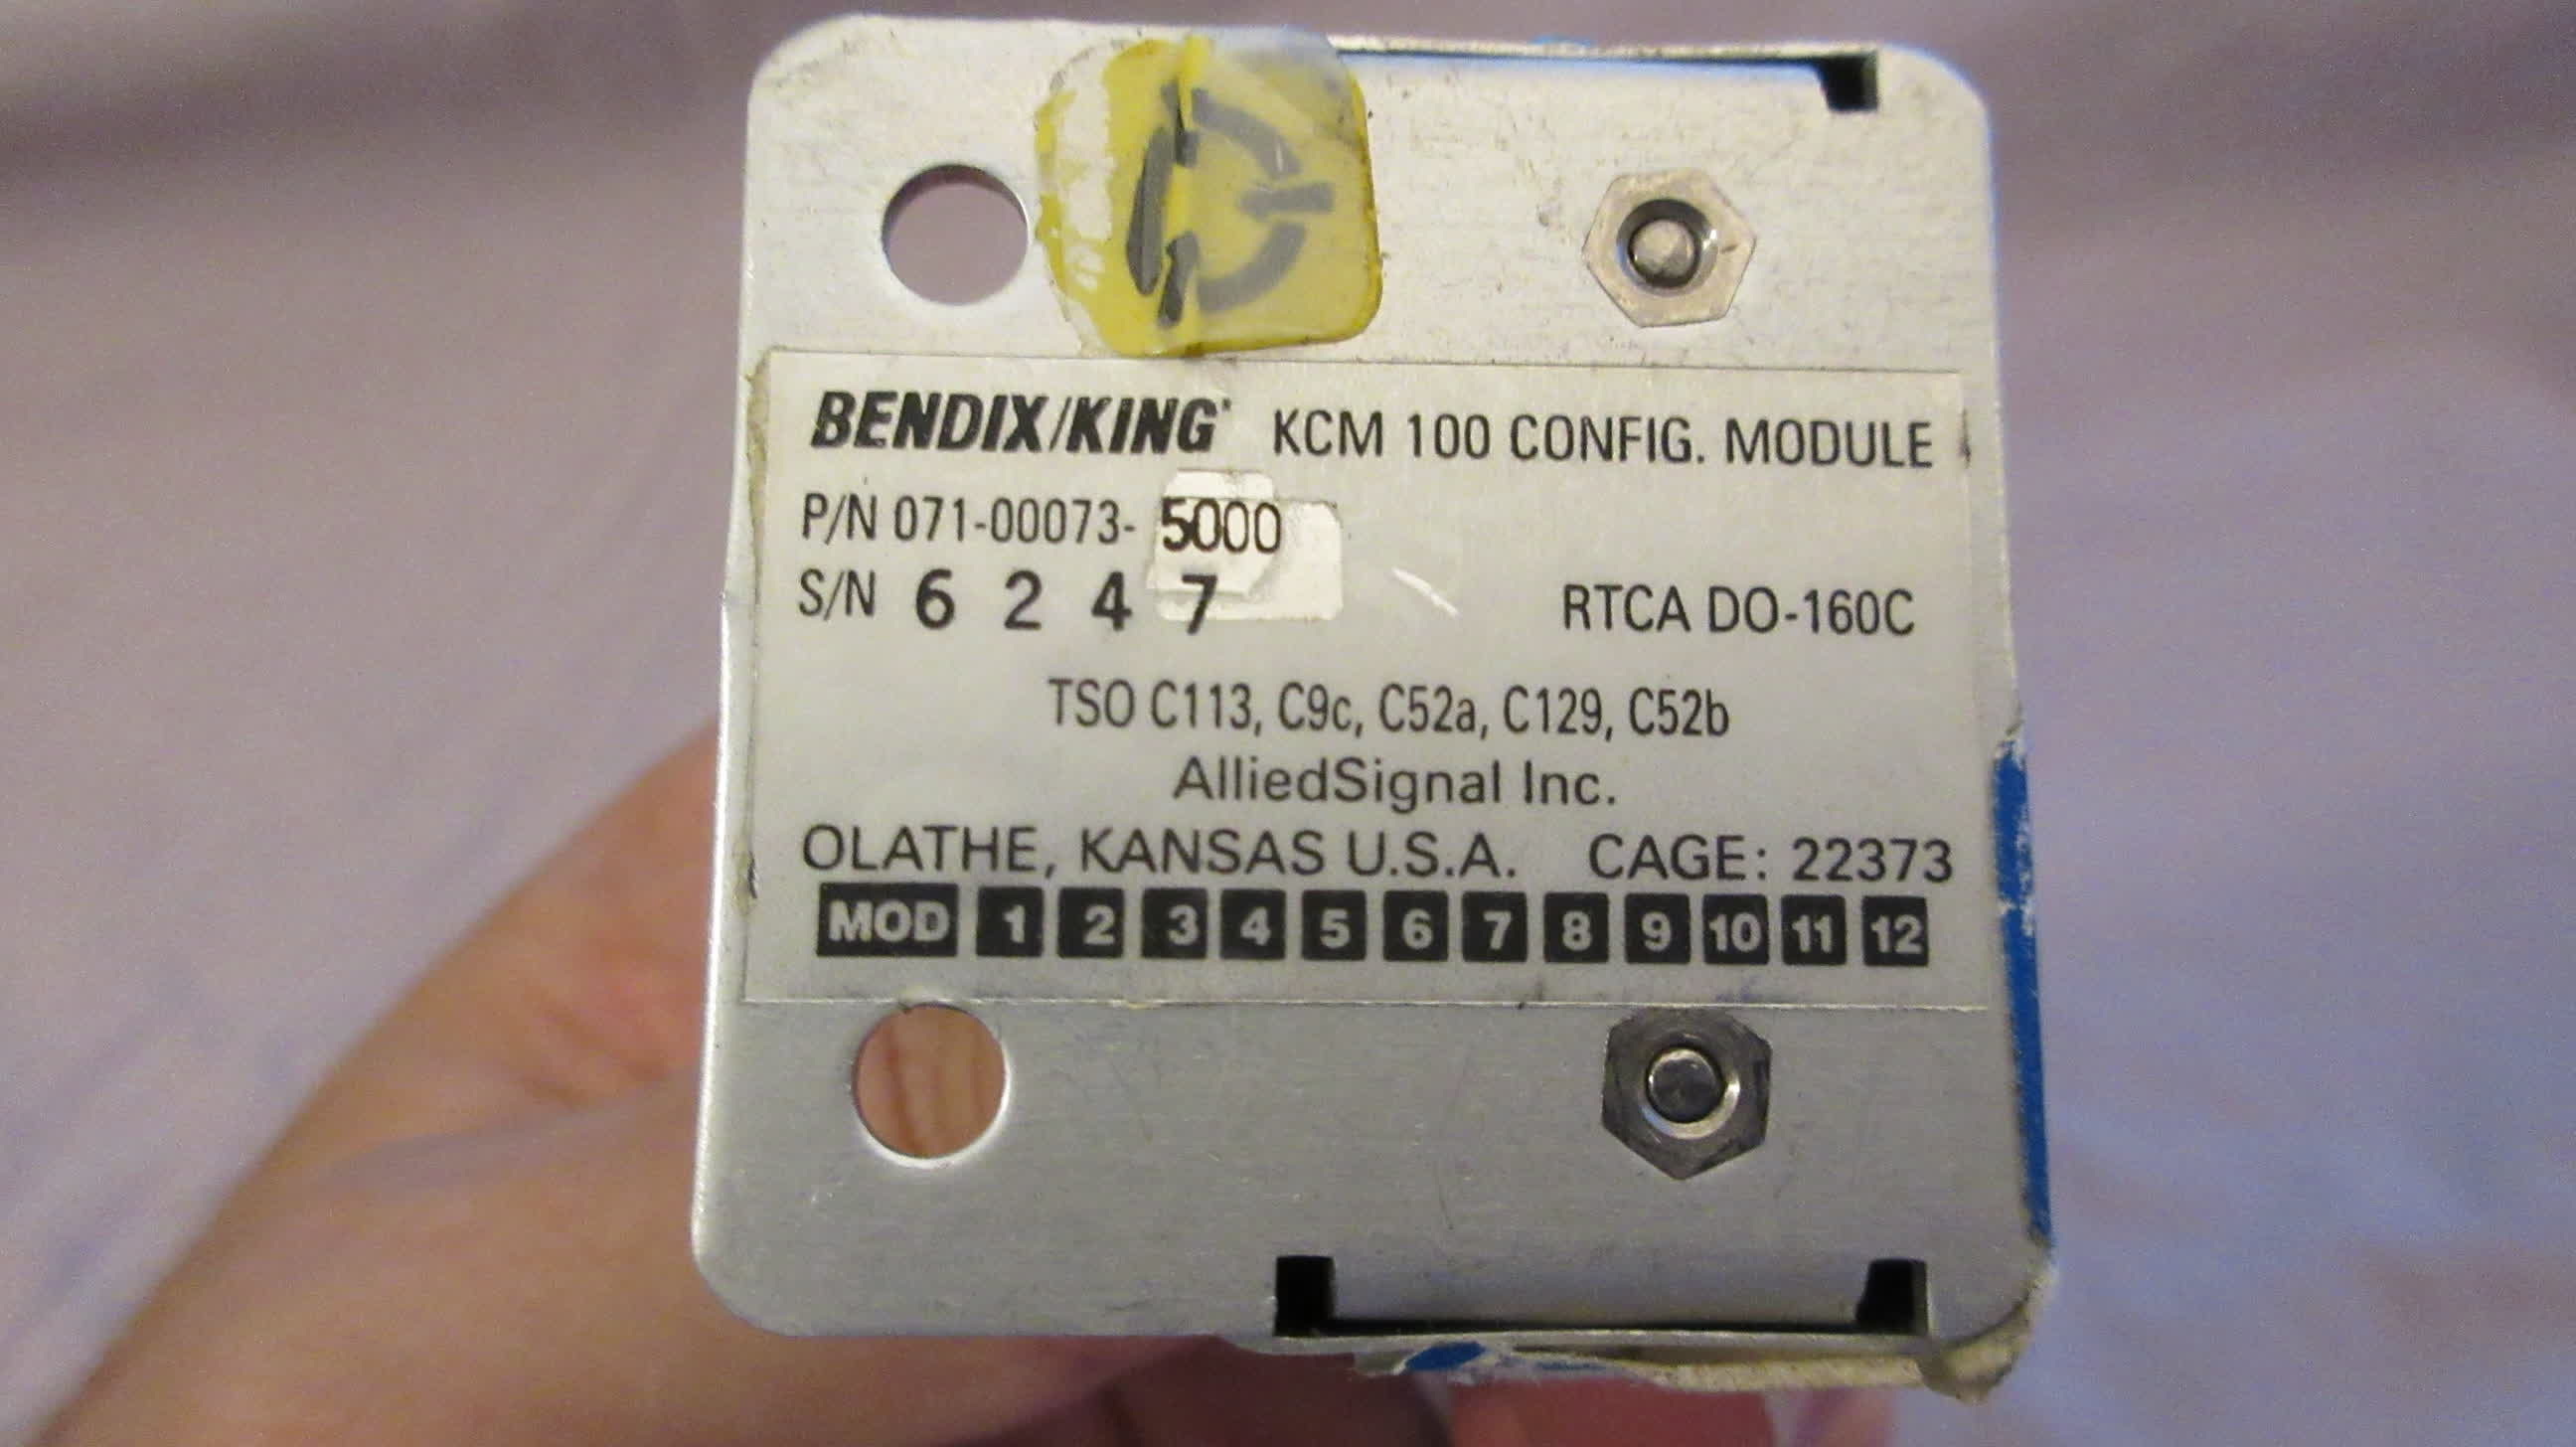 BENDIX/KING® KCM 100 CONFIG. MODULE
P/N 071-00073- 5000
S/N 6 2 4 7 RTCA DO-160C
TSO C113, C9c, C52a, C129, C52b
AlliedSignal Inc.
OLATHE, KANSAS U.S.A. CAGE: 22373
MOD 1 2 3 4 5 6 7 8 9 10 11 12